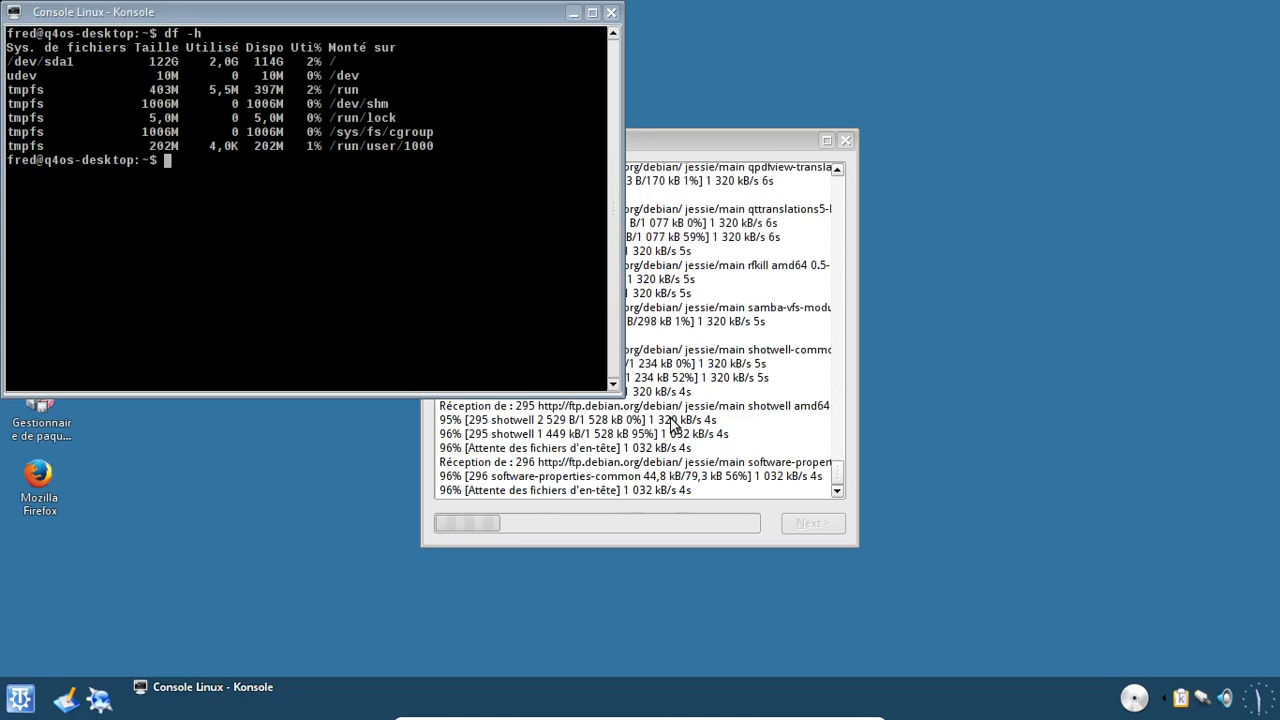 Console Linux - Konsole
fred@q4os-desktop:~$ df -h
Sys. de fichiers Taille Utilisé Dispo Uti% Monté sur
/dev/sda1 122G 2,0G 114G 2% /
udev 10M 0 10M 0% /dev
tmpfs 403M 5,5M 397M 2% /run
tmpfs 1006M 0 1006M 0% /dev/shm
tmpfs 5,0M 0 5,0M 0% /run/lock
tmpfs 1006M 0 1006M 0% /sys/fs/cgroup
tmpfs 202M 4,0K 202M 1% /run/user/1000
fred@q4os-desktop:~$
org/debian/ jessie/main qpdfview-transla
3 B/170 kB 1%] 1 320 kB/s 6s
org/debian/ jessie/main qttranslations5-l
B/1 077 kB 0%] 1 320 kB/s 6s
B/1 077 kB 59%] 1 320 kB/s 6s
1 320 kB/s 5s
org/debian/ jessie/main rfkill amd64 0.5-
1 320 kB/s 5s
1 320 kB/s 5s
org/debian/ jessie/main samba-vfs-modu
B/298 kB 1%] 1 320 kB/s 5s
org/debian/ jessie/main shotwell-commo
1 234 kB 0%] 1 320 kB/s 5s
1 234 kB 52%] 1 320 kB/s 5s
1 320 kB/s 4s
Réception de : 295 http://ftp.debian.org/debian/ jessie/main shotwell amd64
95% [295 shotwell 2 529 B/1 528 kB 0%] 1 320 kB/s 4s
96% [295 shotwell 1 449 kB/1 528 kB 95%] 1 032 kB/s 4s
96% [Attente des fichiers d'en-tête] 1 032 kB/s 4s
Réception de : 296 http://ftp.debian.org/debian/ jessie/main software-propert
96% [296 software-properties-common 44,8 kB/79,3 kB 56%] 1 032 kB/s 4s
96% [Attente des fichiers d'en-tête] 1 032 kB/s 4s
Next >
Gestionnair
e de paqu...
Mozilla
Firefox
Console Linux - Konsole